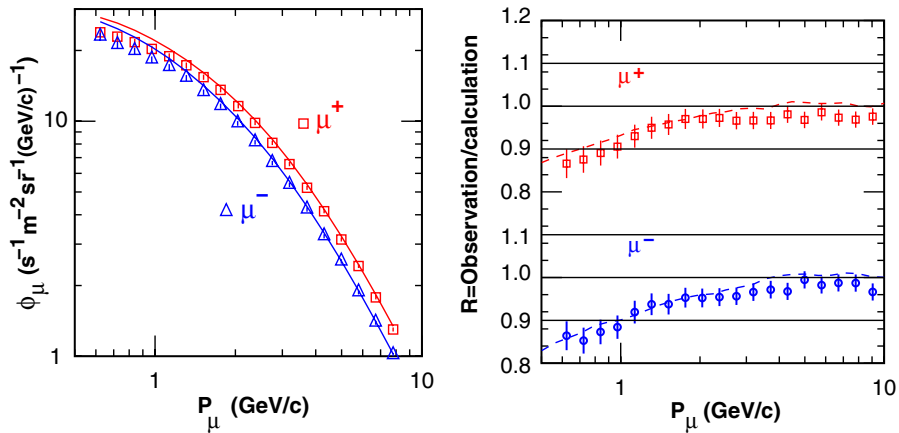 ϕμ (s⁻¹m⁻²sr⁻¹(GeV/c)⁻¹)
10
1
μ⁺
μ⁻
1
10
Pμ (GeV/c)
R=Observation/calculation
1.2
1.1
1.0
0.9
0.8
1.1
1.0
0.9
0.8
μ⁺
μ⁻
1
10
Pμ (GeV/c)